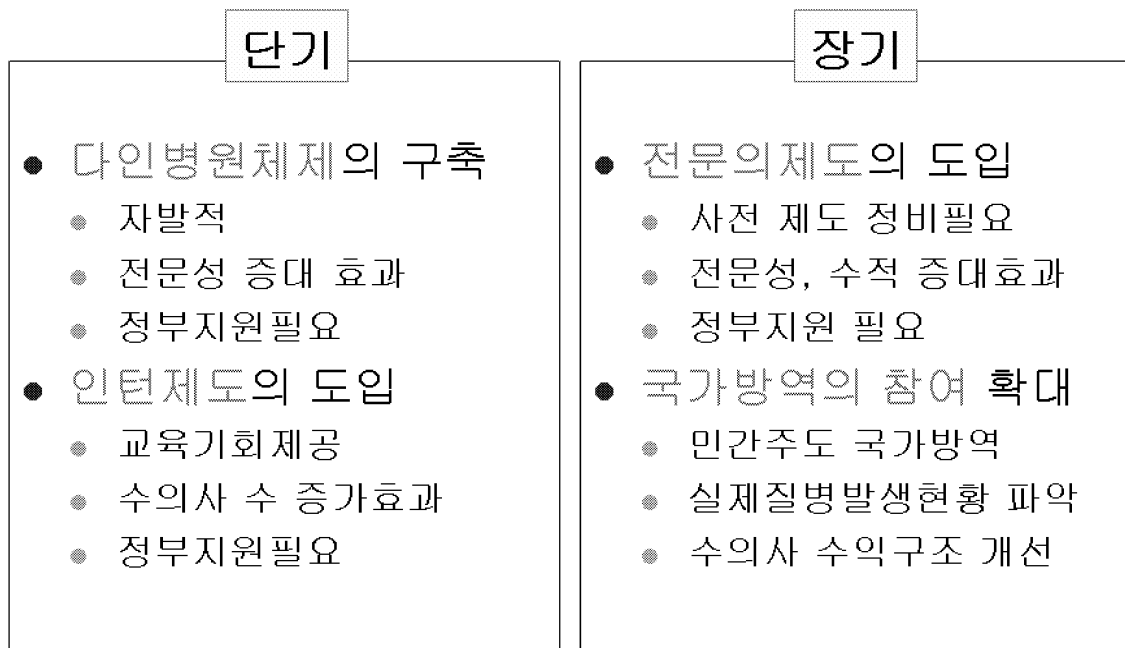 단기
● 다인병원체제의 구축
● 자발적
● 전문성 증대 효과
● 정부지원필요
● 인턴제도의 도입
● 교육기회제공
● 수의사 수 증가효과
● 정부지원필요
장기
● 전문의제도의 도입
● 사전 제도 정비필요
● 전문성, 수적 증대효과
● 정부지원 필요
● 국가방역의 참여 확대
● 민간주도 국가방역
● 실제질병발생현황 파악
● 수의사 수익구조 개선